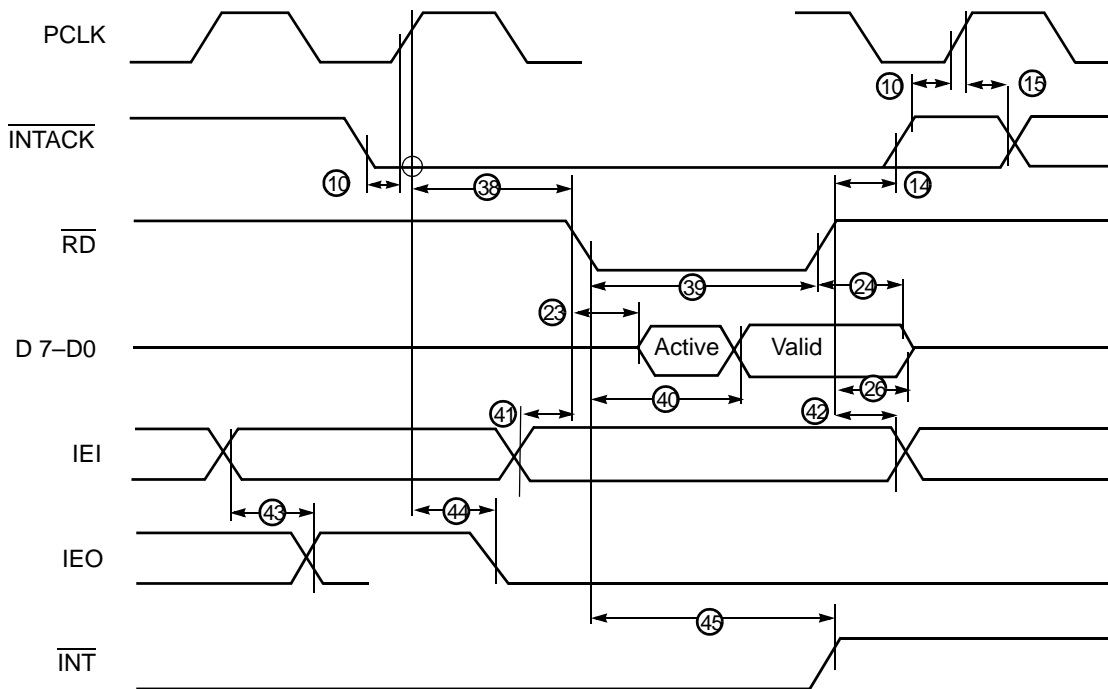 PCLK
10
15
INTACK
10
38
14
RD
39
24
23
D 7–D0
Active
Valid
26
40
41
42
IEI
43
44
IEO
45
INT